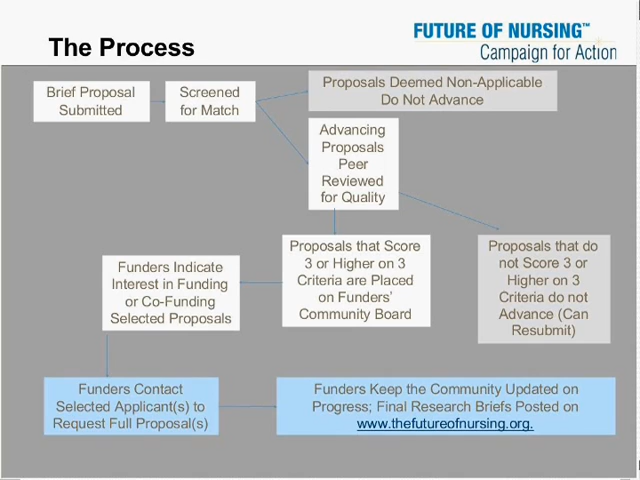 The Process
FUTURE OF NURSING™
Campaign for Action
Brief Proposal
Submitted
Screened
for Match
Proposals Deemed Non-Applicable
Do Not Advance
Advancing
Proposals
Peer
Reviewed
for Quality
Proposals that Score
3 or Higher on 3
Criteria are Placed
on Funders'
Community Board
Proposals that do
not Score 3 or
Higher on 3
Criteria do not
Advance (Can
Resubmit)
Funders Indicate
Interest in Funding
or Co-Funding
Selected Proposals
Funders Contact
Selected Applicant(s) to
Request Full Proposal(s)
Funders Keep the Community Updated on
Progress; Final Research Briefs Posted on
www.thefutureofnursing.org.